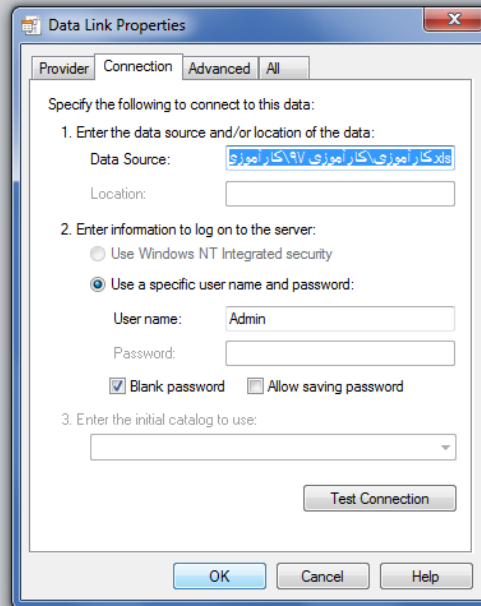 Data Link Properties
Provider Connection Advanced All
Specify the following to connect to this data:
1. Enter the data source and/or location of the data:
Data Source: کارآموزی\کارآموزی ۹۷\کارآموزی.xls
Location:
2. Enter information to log on to the server:
Use Windows NT Integrated security
Use a specific user name and password:
User name: Admin
Password:
Blank password Allow saving password
3. Enter the initial catalog to use:
Test Connection
OK Cancel Help